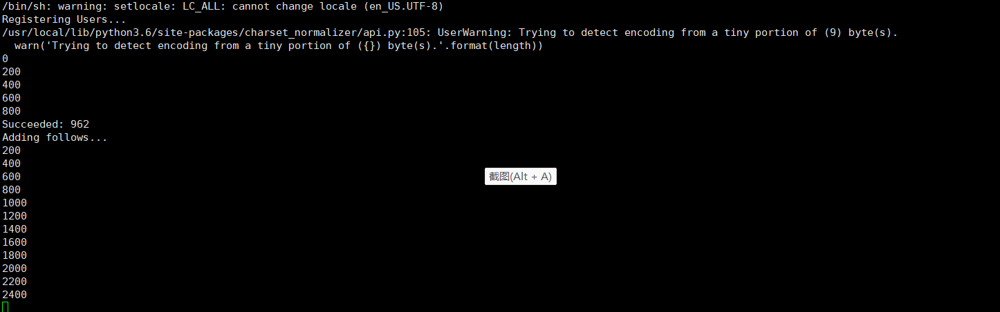 /bin/sh: warning: setlocale: LC_ALL: cannot change locale (en_US.UTF-8)
Registering Users...
/usr/local/lib/python3.6/site-packages/charset_normalizer/api.py:105: UserWarning: Trying to detect encoding from a tiny portion of (9) byte(s).
  warn('Trying to detect encoding from a tiny portion of ({}) byte(s).'.format(length))
0
200
400
600
800
Succeeded: 962
Adding follows...
200
400
600
截图(Alt + A)
800
1000
1200
1400
1600
1800
2000
2200
2400